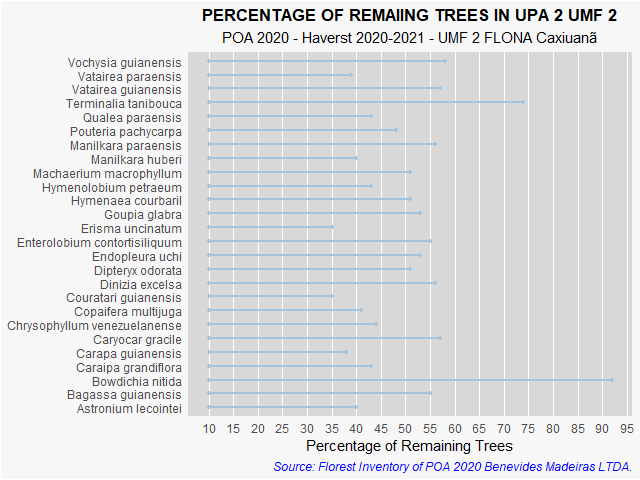 PERCENTAGE OF REMAIING TREES IN UPA 2 UMF 2
POA 2020 - Haverst 2020-2021 - UMF 2 FLONA Caxiuanã
Vochysia guianensis
Vatairea paraensis
Vatairea guianensis
Terminalia tanibouca
Qualea paraensis
Pouteria pachycarpa
Manilkara paraensis
Manilkara huberi
Machaerium macrophyllum
Hymenolobium petraeum
Hymenaea courbaril
Goupia glabra
Erisma uncinatum
Enterolobium contortisiliquum
Endopleura uchi
Dipteryx odorata
Dinizia excelsa
Couratari guianensis
Copaifera multijuga
Chrysophyllum venezuelanense
Caryocar gracile
Carapa guianensis
Caraipa grandiflora
Bowdichia nitida
Bagassa guianensis
Astronium lecointei
10 15 20 25 30 35 40 45 50 55 60 65 70 75 80 85 90 95
Percentage of Remaining Trees
Source: Florest Inventory of POA 2020 Benevides Madeiras LTDA.